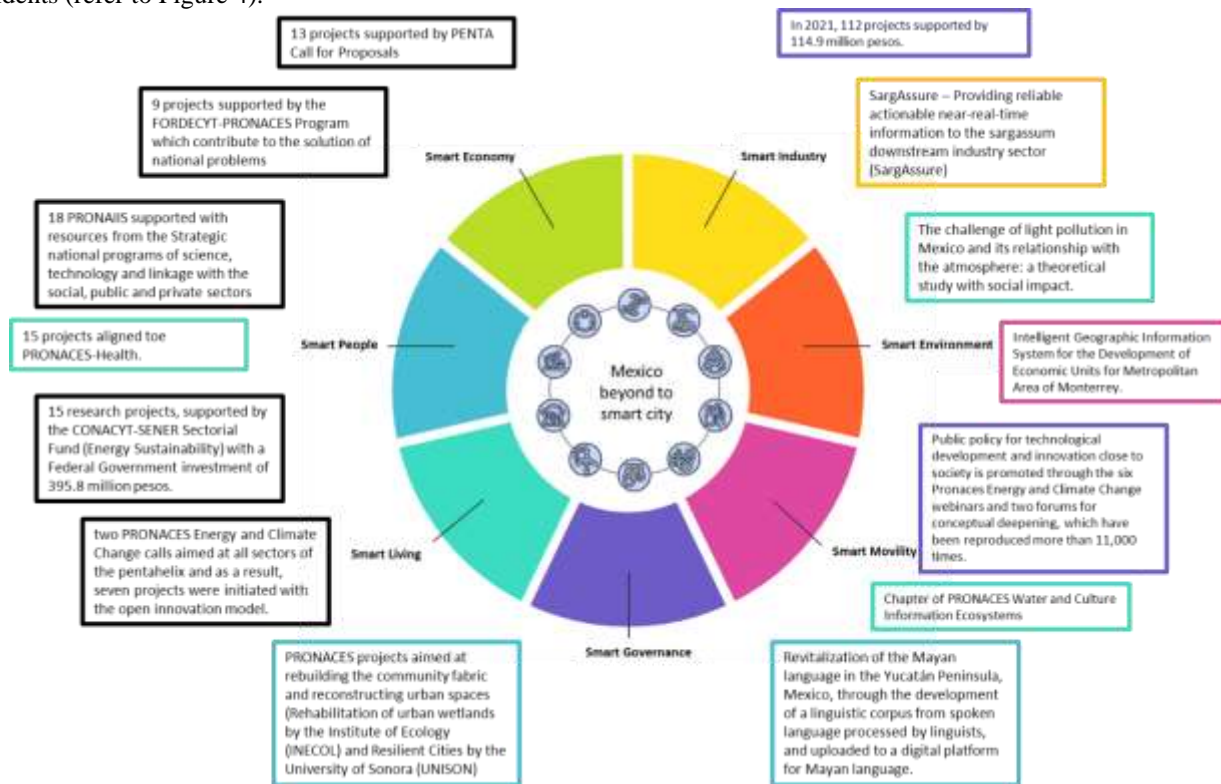 dents (refer to Figure 4).
13 projects supported by PENTA
Call for Proposals
In 2021, 112 projects supported by
114.9 million pesos.
9 projects supported by the
FORDECYT-PRONACES Program
which contribute to the solution of
national problems
SargAssure – Providing reliable
actionable near-real-time
information to the sargassum
downstream industry sector
(SargAssure)
Smart Economy
Smart Industry
18 PRONAIIS supported with
resources from the Strategic
national programs of science,
technology and linkage with the
social, public and private sectors
The challenge of light pollution in
Mexico and its relationship with
the atmosphere: a theoretical
study with social impact.
15 projects aligned toe
PRONACES-Health.
Smart People
Smart Environment
Intelligent Geographic Information
System for the Development of
Economic Units for Metropolitan
Area of Monterrey.
Mexico
beyond to
smart city
15 research projects, supported by
the CONACYT-SENER Sectorial
Fund (Energy Sustainability) with a
Federal Government investment of
395.8 million pesos.
Public policy for technological
development and innovation close to
society is promoted through the six
Pronaces Energy and Climate Change
webinars and two forums for
conceptual deepening, which have
been reproduced more than 11,000
times.
two PRONACES Energy and Climate
Change calls aimed at all sectors of
the pentahelix and as a result,
seven projects were initiated with
the open innovation model.
Smart Living
Smart Movility
Chapter of PRONACES Water and Culture
Information Ecosystems
Smart Governance
PRONACES projects aimed at
rebuilding the community fabric
and reconstructing urban spaces
(Rehabilitation of urban wetlands
by the Institute of Ecology
(INECOL) and Resilient Cities by the
University of Sonora (UNISON)
Revitalization of the Mayan
language in the Yucatán Peninsula,
Mexico, through the development
of a linguistic corpus from spoken
language processed by linguists,
and uploaded to a digital platform
for Mayan language.